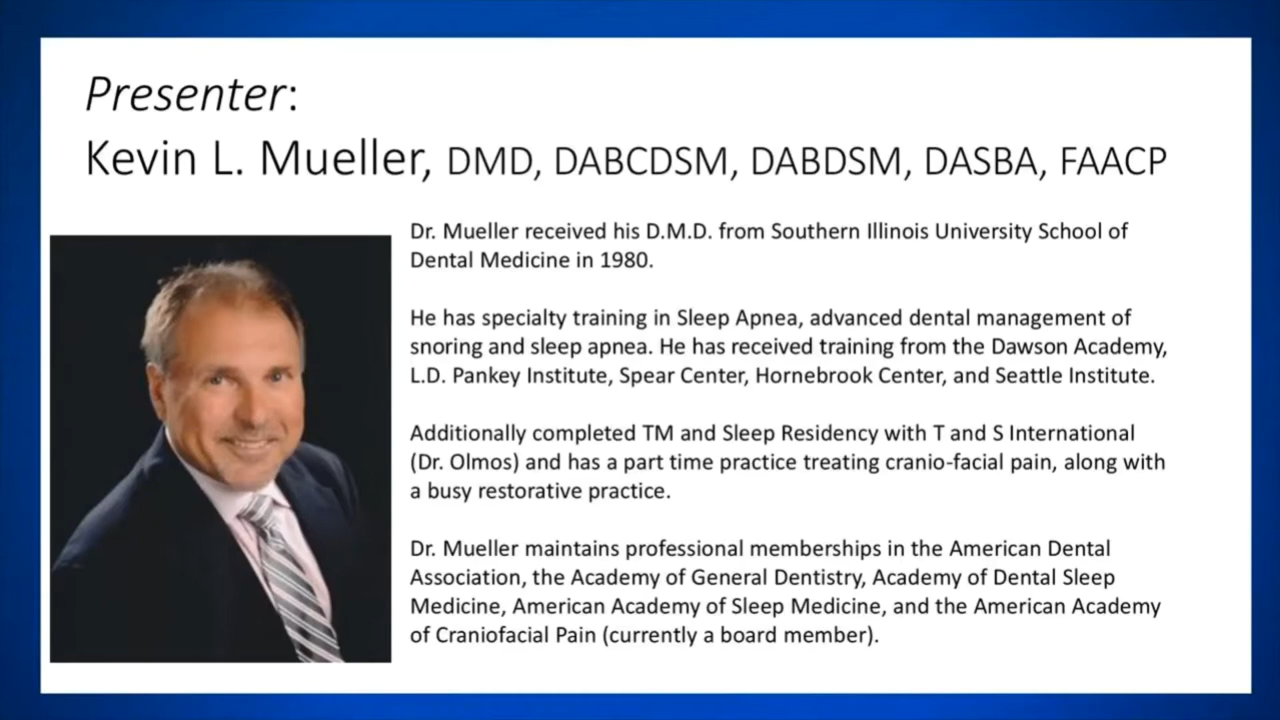 Presenter:
Kevin L. Mueller, DMD, DABCDSM, DABDSM, DASBA, FAACP
Dr. Mueller received his D.M.D. from Southern Illinois University School of
Dental Medicine in 1980.
He has specialty training in Sleep Apnea, advanced dental management of
snoring and sleep apnea. He has received training from the Dawson Academy,
L.D. Pankey Institute, Spear Center, Hornebrook Center, and Seattle Institute.
Additionally completed TM and Sleep Residency with T and S International
(Dr. Olmos) and has a part time practice treating cranio-facial pain, along with
a busy restorative practice.
Dr. Mueller maintains professional memberships in the American Dental
Association, the Academy of General Dentistry, Academy of Dental Sleep
Medicine, American Academy of Sleep Medicine, and the American Academy
of Craniofacial Pain (currently a board member).